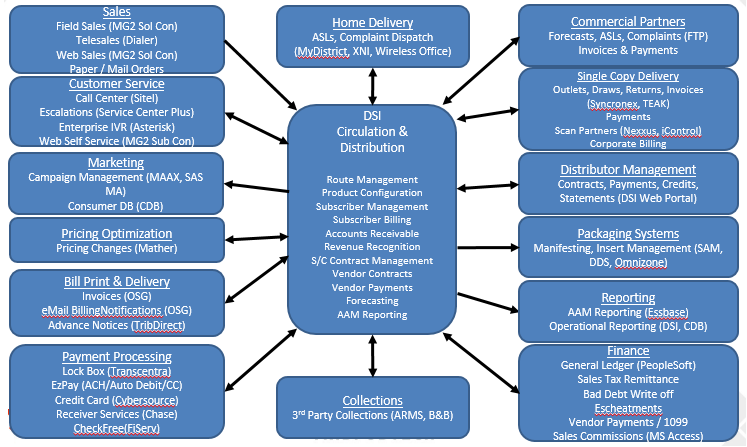 Sales
Field Sales (MG2 Sol Con)
Telesales (Dialer)
Web Sales (MG2 Sol Con)
Paper / Mail Orders
Customer Service
Call Center (Sitel)
Escalations (Service Center Plus)
Enterprise IVR (Asterisk)
Web Self Service (MG2 Sub Con)
Marketing
Campaign Management (MAAX, SAS
MA)
Consumer DB (CDB)
Pricing Optimization
Pricing Changes (Mather)
Bill Print & Delivery
Invoices (OSG)
eMail BillingNotifications (OSG)
Advance Notices (TribDirect)
Payment Processing
Lock Box (Transcentra)
EzPay (ACH/Auto Debit/CC)
Credit Card (Cybersource)
Receiver Services (Chase)
CheckFree(FiServ)
Home Delivery
ASLs, Complaint Dispatch
(MyDistrict, XNI, Wireless Office)
DSI
Circulation &
Distribution
Route Management
Product Configuration
Subscriber Management
Subscriber Billing
Accounts Receivable
Revenue Recognition
S/C Contract Management
Vendor Contracts
Vendor Payments
Forecasting
AAM Reporting
Collections
3rd Party Collections (ARMS, B&B)
Commercial Partners
Forecasts, ASLs, Complaints (FTP)
Invoices & Payments
Single Copy Delivery
Outlets, Draws, Returns, Invoices
(Syncronex, TEAK)
Payments
Scan Partners (Nexxus, iControl)
Corporate Billing
Distributor Management
Contracts, Payments, Credits,
Statements (DSI Web Portal)
Packaging Systems
Manifesting, Insert Management (SAM,
DDS, Omnizone)
Reporting
AAM Reporting (Essbase)
Operational Reporting (DSI, CDB)
Finance
General Ledger (PeopleSoft)
Sales Tax Remittance
Bad Debt Write off
Escheatments
Vendor Payments / 1099
Sales Commissions (MS Access)